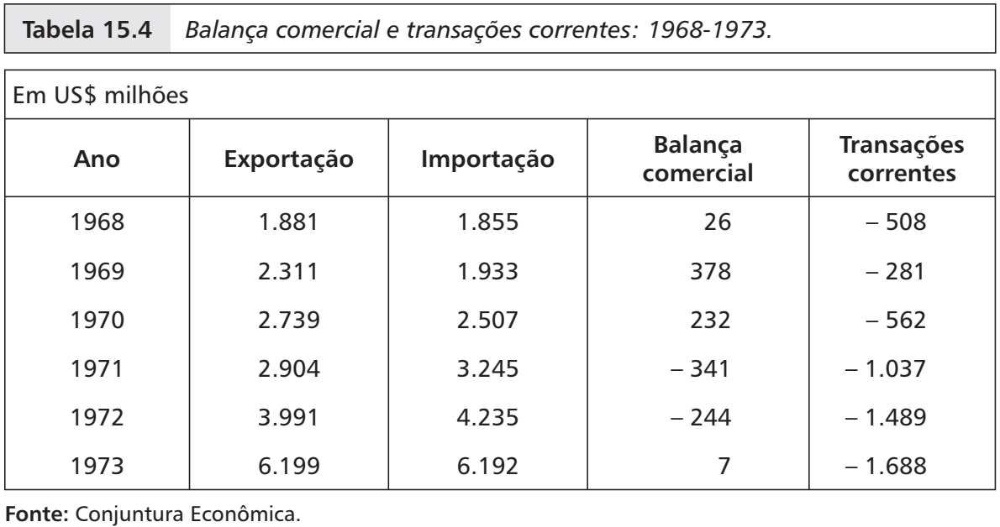 Tabela 15.4 Balança comercial e transações correntes: 1968-1973.
Em US$ milhões
Ano Exportação Importação Balança comercial Transações correntes
1968 1.881 1.855 26 – 508
1969 2.311 1.933 378 – 281
1970 2.739 2.507 232 – 562
1971 2.904 3.245 – 341 – 1.037
1972 3.991 4.235 – 244 – 1.489
1973 6.199 6.192 7 – 1.688
Fonte: Conjuntura Econômica.